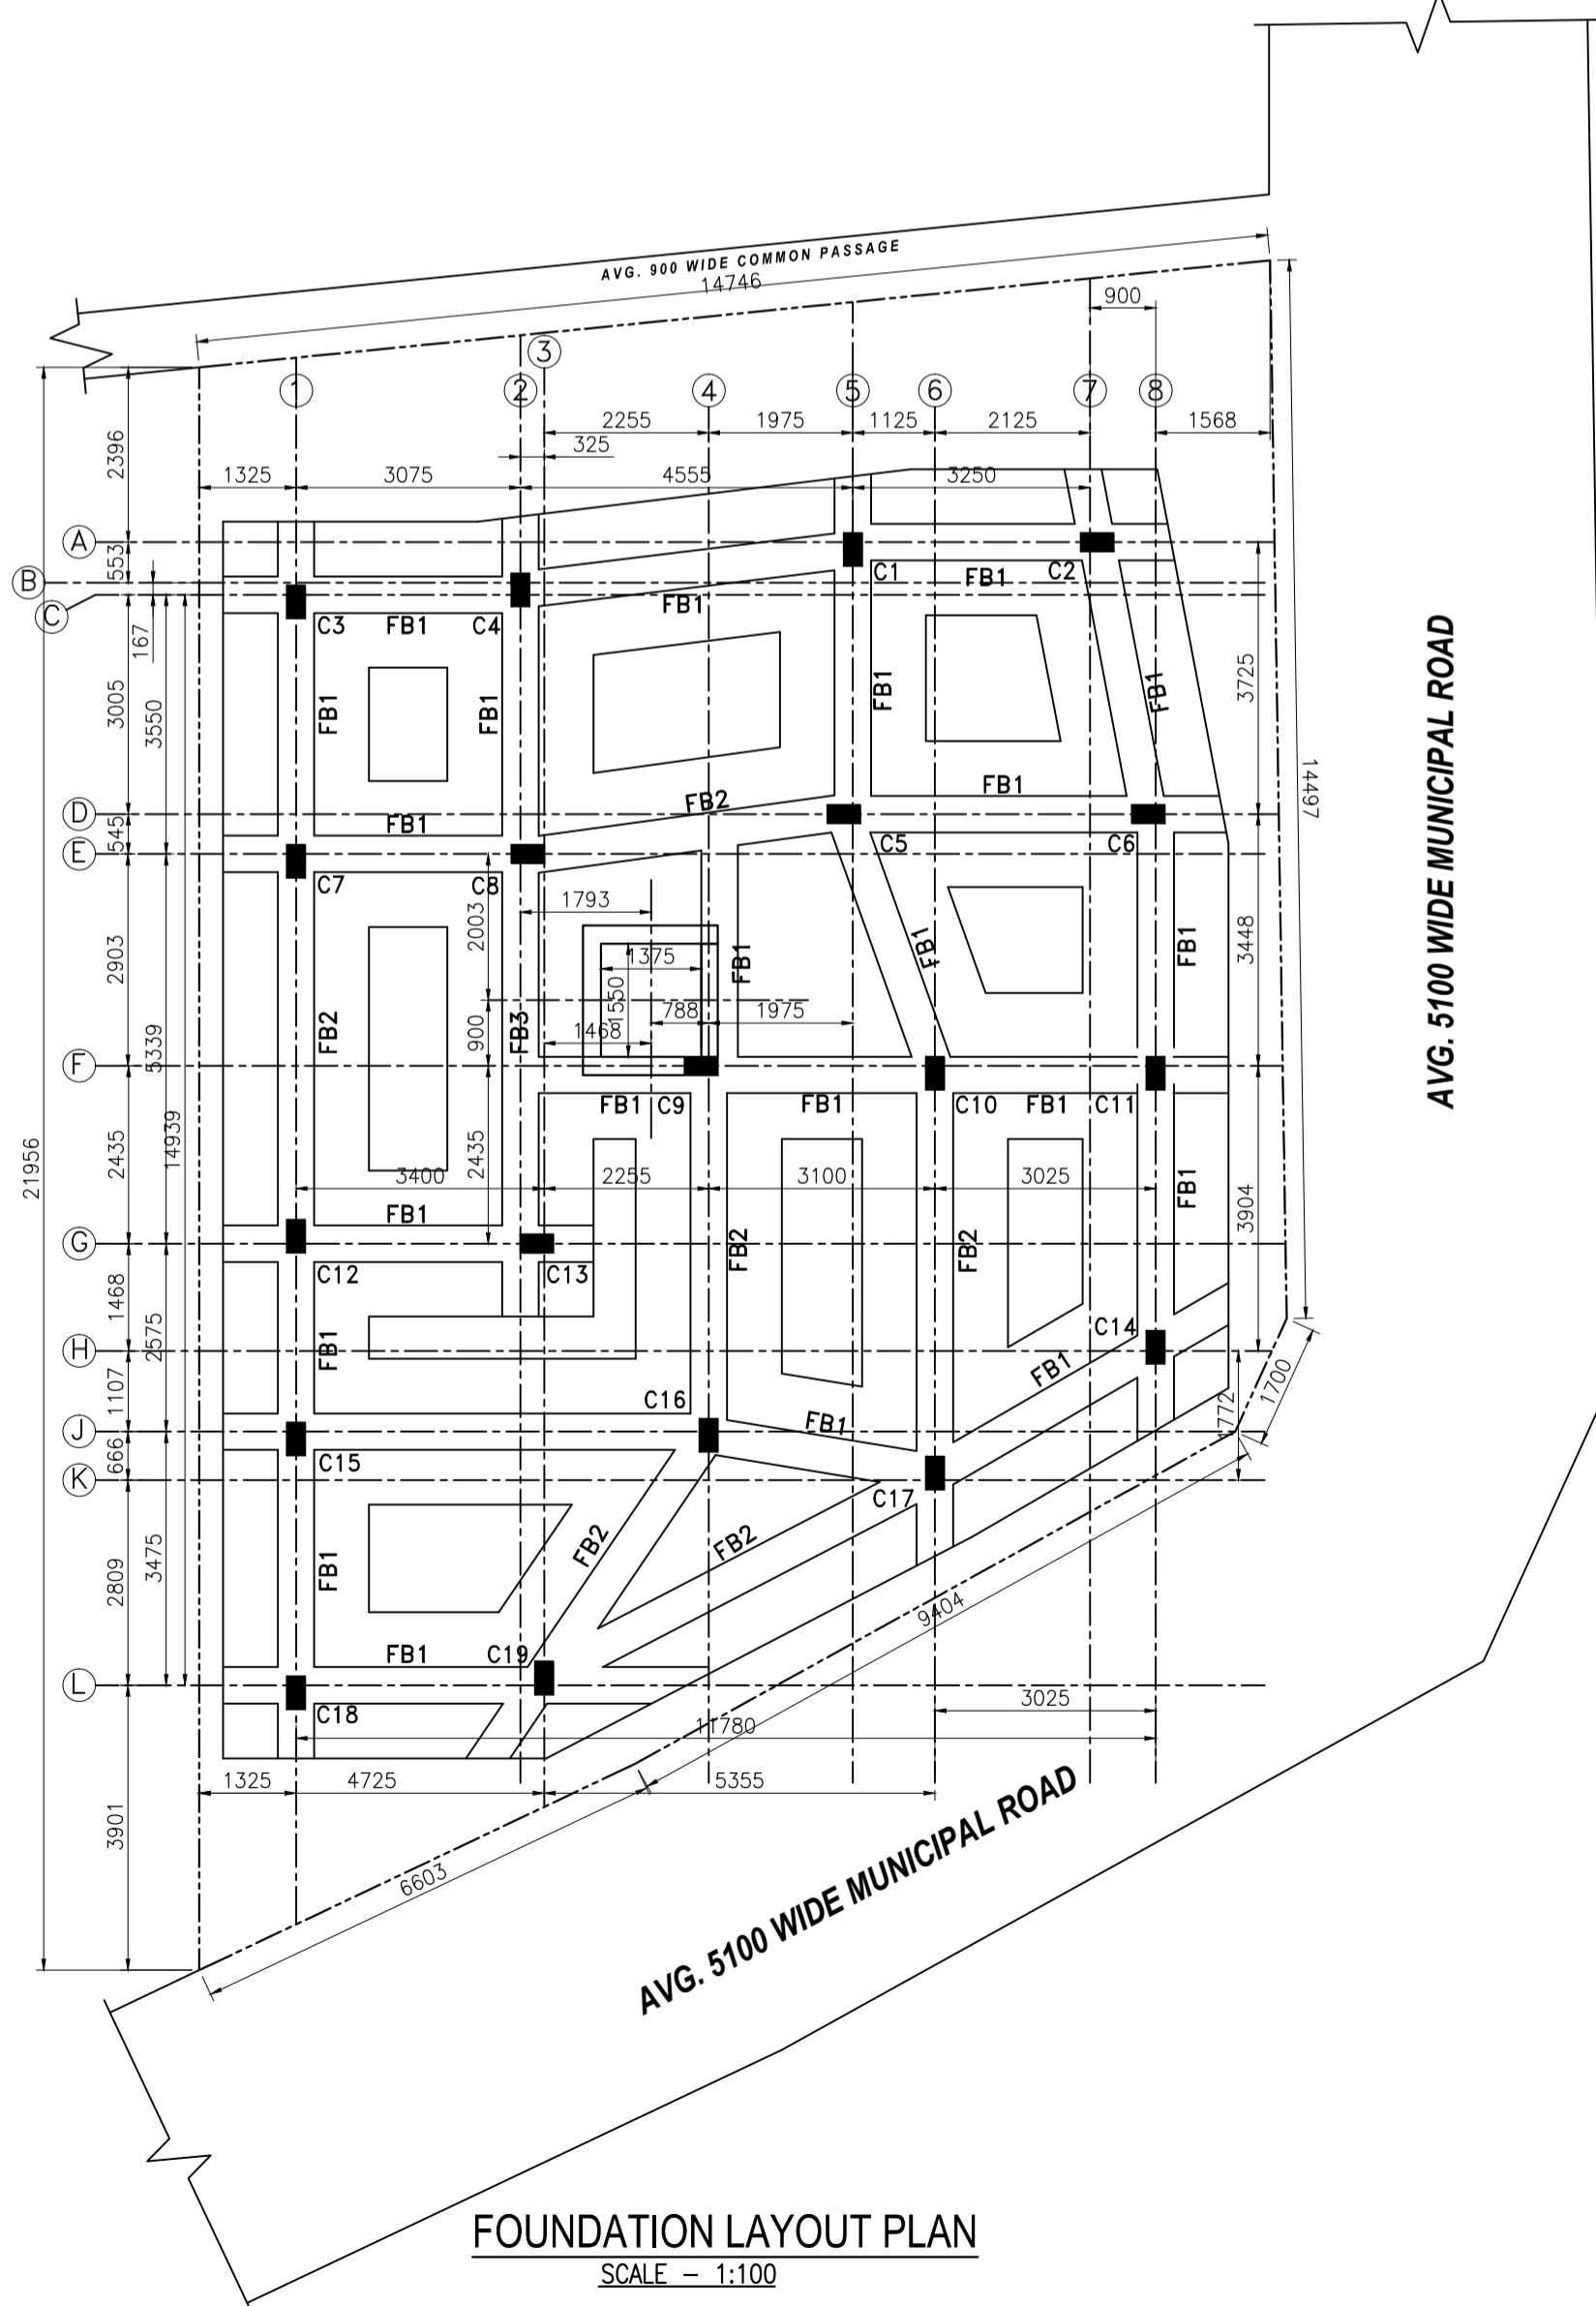 AVG. 900 WIDE COMMON PASSAGE
14746
900
3
1 2 4 5 6 7 8
2255 1975 1125 2125 1568
325
1325 3075 4555 3250
2396
A
553
B
C
167
C1 FB1 C2
FB1
C3 FB1 C4
3005
3550
FB1
FB1
FB1
FB1
3725
AVG. 5100 WIDE MUNICIPAL ROAD
14497
FB2
FB1
D
545
FB1
C5 C6
E
C7 C8
1793
2003
2903
FB1
FB1
FB1
3448
1375
1550
788 1975
1468
900
FB2
FB3
5339
F
FB1 C9 FB1 C10 FB1 C11
2435
14939
21956
2435
3400 2255 3100 3025
FB1
3904
FB1
FB2
FB2
G
C12 C13
1468
2575
C14
H
FB1
FB1
1107
1772
1700
C16
FB1
J
666
C15
K
C17
2809
3475
FB1
FB2
FB2
9404
FB1 C19
L
C18
3025
11780
1325 4725 5355
3901
6603
AVG. 5100 WIDE MUNICIPAL ROAD
FOUNDATION LAYOUT PLAN
SCALE – 1:100